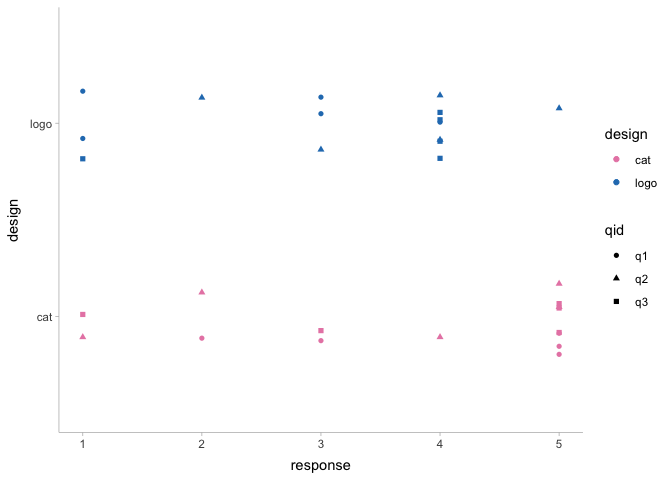 logo
cat
design
1 2 3 4 5
response
design
cat
logo
qid
q1
q2
q3